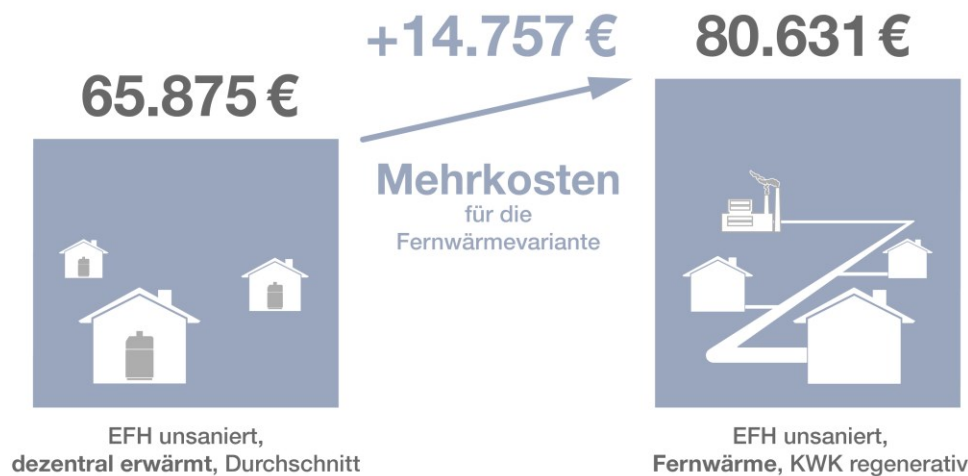 65.875 €
EFH unsaniert,
dezentral erwärmt, Durchschnitt
+14.757 €
Mehrkosten
für die
Fernwärmevariante
80.631 €
EFH unsaniert,
Fernwärme, KWK regenerativ